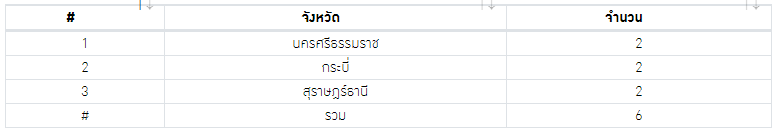 # จังหวัด จำนวน
1 นครศรีธรรมราช 2
2 กระบี่ 2
3 สุราษฎร์ธานี 2
# รวม 6